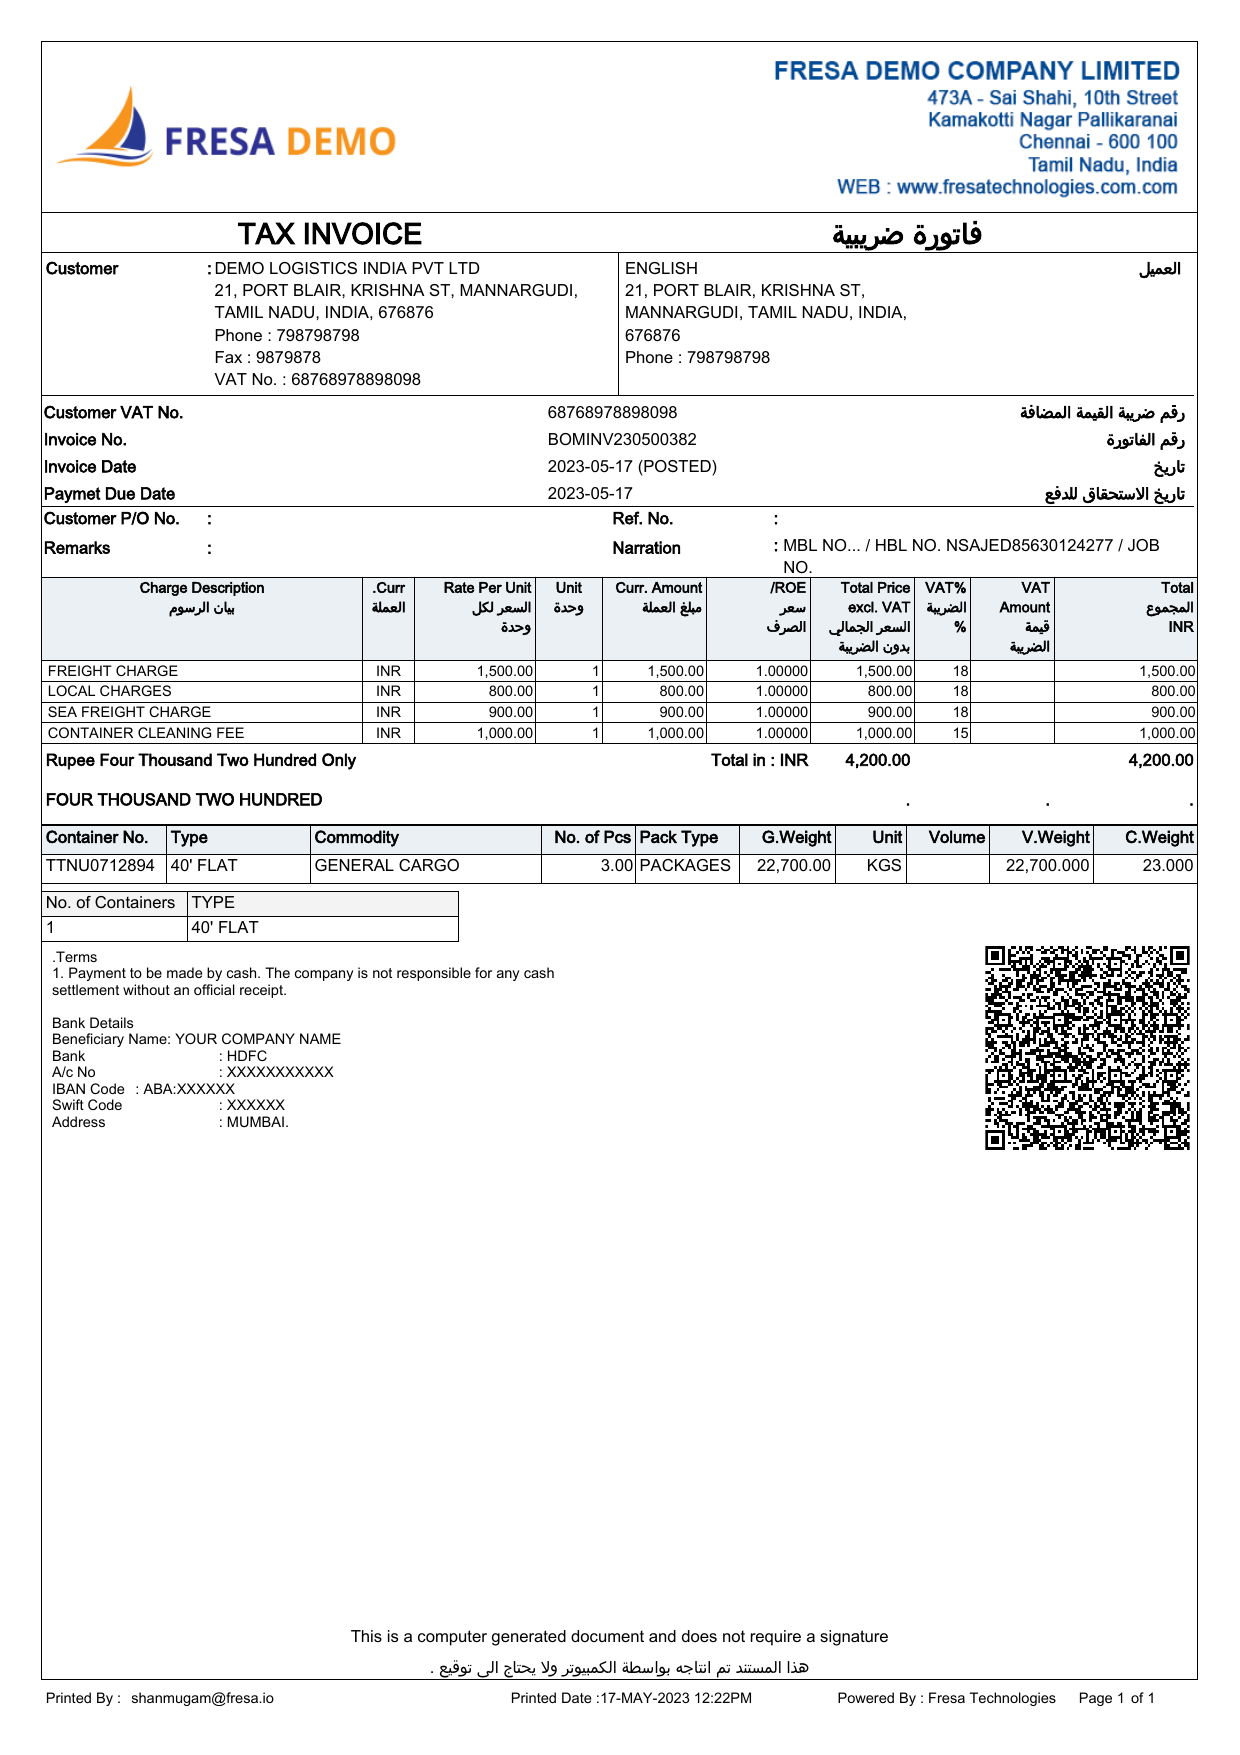 FRESA DEMO
FRESA DEMO COMPANY LIMITED
473A - Sai Shahi, 10th Street
Kamakotti Nagar Pallikaranai
Chennai - 600 100
Tamil Nadu, India
WEB : www.fresatechnologies.com.com
TAX INVOICE فاتورة ضريبية
Customer : DEMO LOGISTICS INDIA PVT LTD
21, PORT BLAIR, KRISHNA ST, MANNARGUDI,
TAMIL NADU, INDIA, 676876
Phone : 798798798
Fax : 9879878
VAT No. : 68768978898098
ENGLISH العميل
21, PORT BLAIR, KRISHNA ST,
MANNARGUDI, TAMIL NADU, INDIA,
676876
Phone : 798798798
Customer VAT No. 68768978898098 رقم ضريبة القيمة المضافة
Invoice No. BOMINV230500382 رقم الفاتورة
Invoice Date 2023-05-17 (POSTED) تاريخ
Paymet Due Date 2023-05-17 تاريخ الاستحقاق للدفع
Customer P/O No. : Ref. No. :
Remarks : Narration : MBL NO... / HBL NO. NSAJED85630124277 / JOB
NO.
Charge Description .Curr Rate Per Unit Unit Curr. Amount /ROE Total Price VAT% VAT Total
بيان الرسوم العملة السعر لكل وحدة مبلغ العملة سعر excl. VAT الضريبة Amount المجموع
وحدة الصرف السعر الجمالي % قيمة INR
بدون الضريبة الضريبة
FREIGHT CHARGE INR 1,500.00 1 1,500.00 1.00000 1,500.00 18 1,500.00
LOCAL CHARGES INR 800.00 1 800.00 1.00000 800.00 18 800.00
SEA FREIGHT CHARGE INR 900.00 1 900.00 1.00000 900.00 18 900.00
CONTAINER CLEANING FEE INR 1,000.00 1 1,000.00 1.00000 1,000.00 15 1,000.00
Rupee Four Thousand Two Hundred Only Total in : INR 4,200.00 4,200.00
FOUR THOUSAND TWO HUNDRED . . .
Container No. Type Commodity No. of Pcs Pack Type G.Weight Unit Volume V.Weight C.Weight
TTNU0712894 40' FLAT GENERAL CARGO 3.00 PACKAGES 22,700.00 KGS 22,700.000 23.000
No. of Containers TYPE
1 40' FLAT
.Terms
1. Payment to be made by cash. The company is not responsible for any cash
settlement without an official receipt.
Bank Details
Beneficiary Name: YOUR COMPANY NAME
Bank : HDFC
A/c No : XXXXXXXXXXX
IBAN Code : ABA:XXXXXX
Swift Code : XXXXXX
Address : MUMBAI.
This is a computer generated document and does not require a signature
هذا المستند تم انتاجه بواسطة الكمبيوتر ولا يحتاج الى توقيع .
Printed By : shanmugam@fresa.io Printed Date :17-MAY-2023 12:22PM Powered By : Fresa Technologies Page 1 of 1